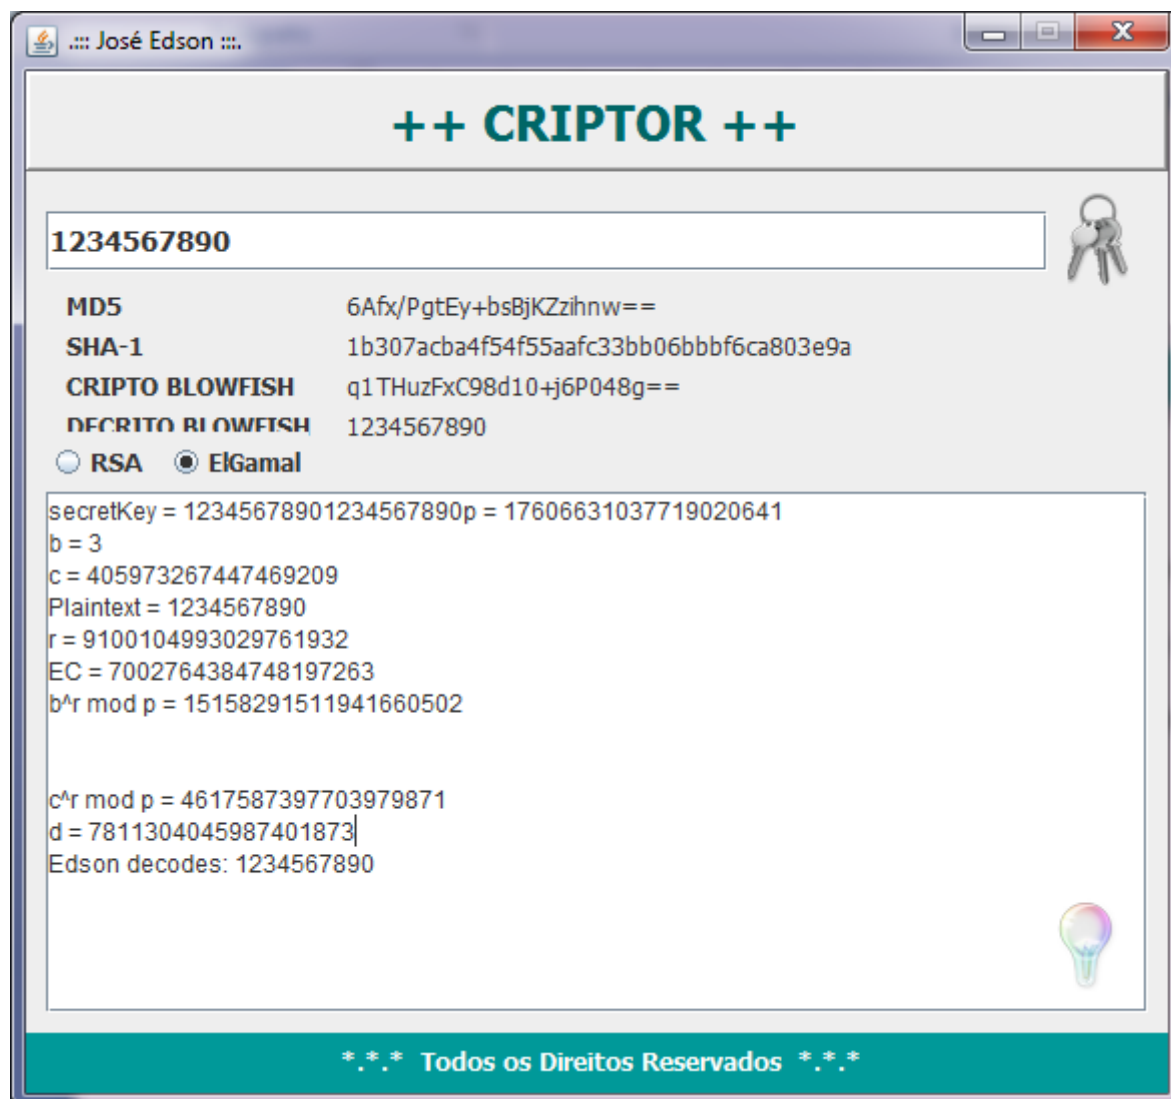 .::: José Edson :::.
++ CRIPTOR ++
1234567890
MD5 6Afx/PgtEy+bsBjKZzihnw==
SHA-1 1b307acba4f54f55aafc33bb06bbbf6ca803e9a
CRIPTO BLOWFISH q1THuzFxC98d10+j6P048g==
DECRITO BLOWFISH 1234567890
RSA ElGamal
secretKey = 12345678901234567890p = 17606631037719020641
b = 3
c = 405973267447469209
Plaintext = 1234567890
r = 9100104993029761932
EC = 7002764384748197263
b^r mod p = 15158291511941660502
c^r mod p = 4617587397703979871
d = 7811304045987401873
Edson decodes: 1234567890
*.*.* Todos os Direitos Reservados *.*.*